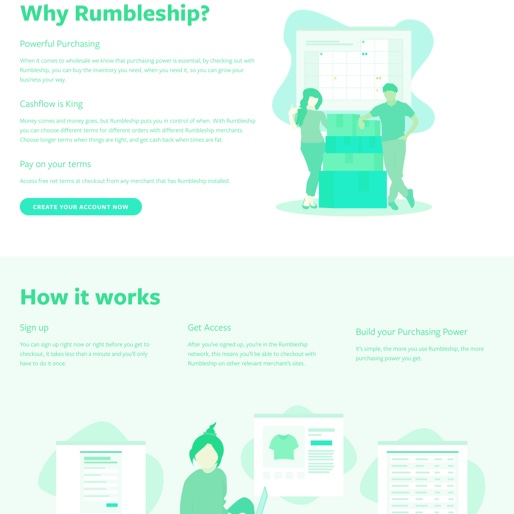 Why Rumbleship?
Powerful Purchasing
When it comes to wholesale we know that purchasing power is essential, by checking out with
Rumbleship, you can buy the inventory you need, when you need it, so you can grow your
business your way.
Cashflow is King
Money comes and money goes, but Rumbleship puts you in control of when. With Rumbleship
you can choose different terms for different orders with different Rumbleship merchants.
Choose longer terms when things are tight, and get cash back when times are fat.
Pay on your terms
Access free net terms at checkout from any merchant that has Rumbleship installed.
CREATE YOUR ACCOUNT NOW
How it works
Sign up
You can sign up right now or right before you get to
checkout, it takes less than a minute and you'll only
have to do it once.
Get Access
After you've signed up, you're in the Rumbleship
network, this means you'll be able to checkout with
Rumbleship on other relevant merchant's sites.
Build your Purchasing Power
It's simple, the more you use Rumbleship, the more
purchasing power you get.